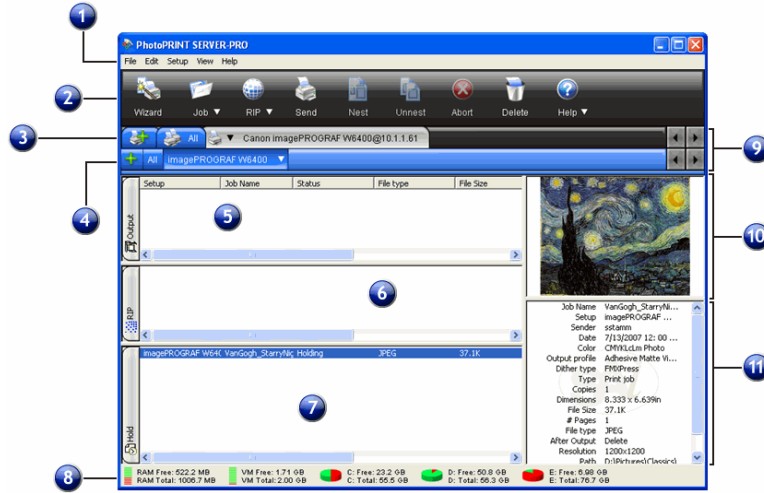 1
PhotoPRINT SERVER-PRO
File Edit Setup View Help
2
Wizard Job RIP Send Nest Unnest Abort Delete Help
3
All Canon imagePROGRAF W6400@10.1.1.61
9
All imagePROGRAF W6400
4
Setup Job Name Status File type File Size
Output
5
10
RIP
6
Job Name VanGogh_StarryNi...
Setup imagePROGRAF ...
Sender sstamm
Date 7/13/2007 12: 00 ...
Color CMYKLcLm Photo
Output profile Adhesive Matte Vi...
Dither type FMXPress
Type Print job
Copies 1
Dimensions 8.333 x 6.639in
File Size 37.1K
# Pages 1
File type JPEG
After Output Delete
Resolution 1200x1200
Path D:\Pictures\Classics\
11
Hold
imagePROGRAF W64( VanGogh_StarryNig Holding JPEG 37.1K
7
8
RAM Free: 522.2 MB VM Free: 1.71 GB C: Free: 23.2 GB D: Free: 50.8 GB E: Free: 6.98 GB
RAM Total: 1006.7 MB VM Total: 2.00 GB C: Total: 55.5 GB D: Total: 56.3 GB E: Total: 76.7 GB